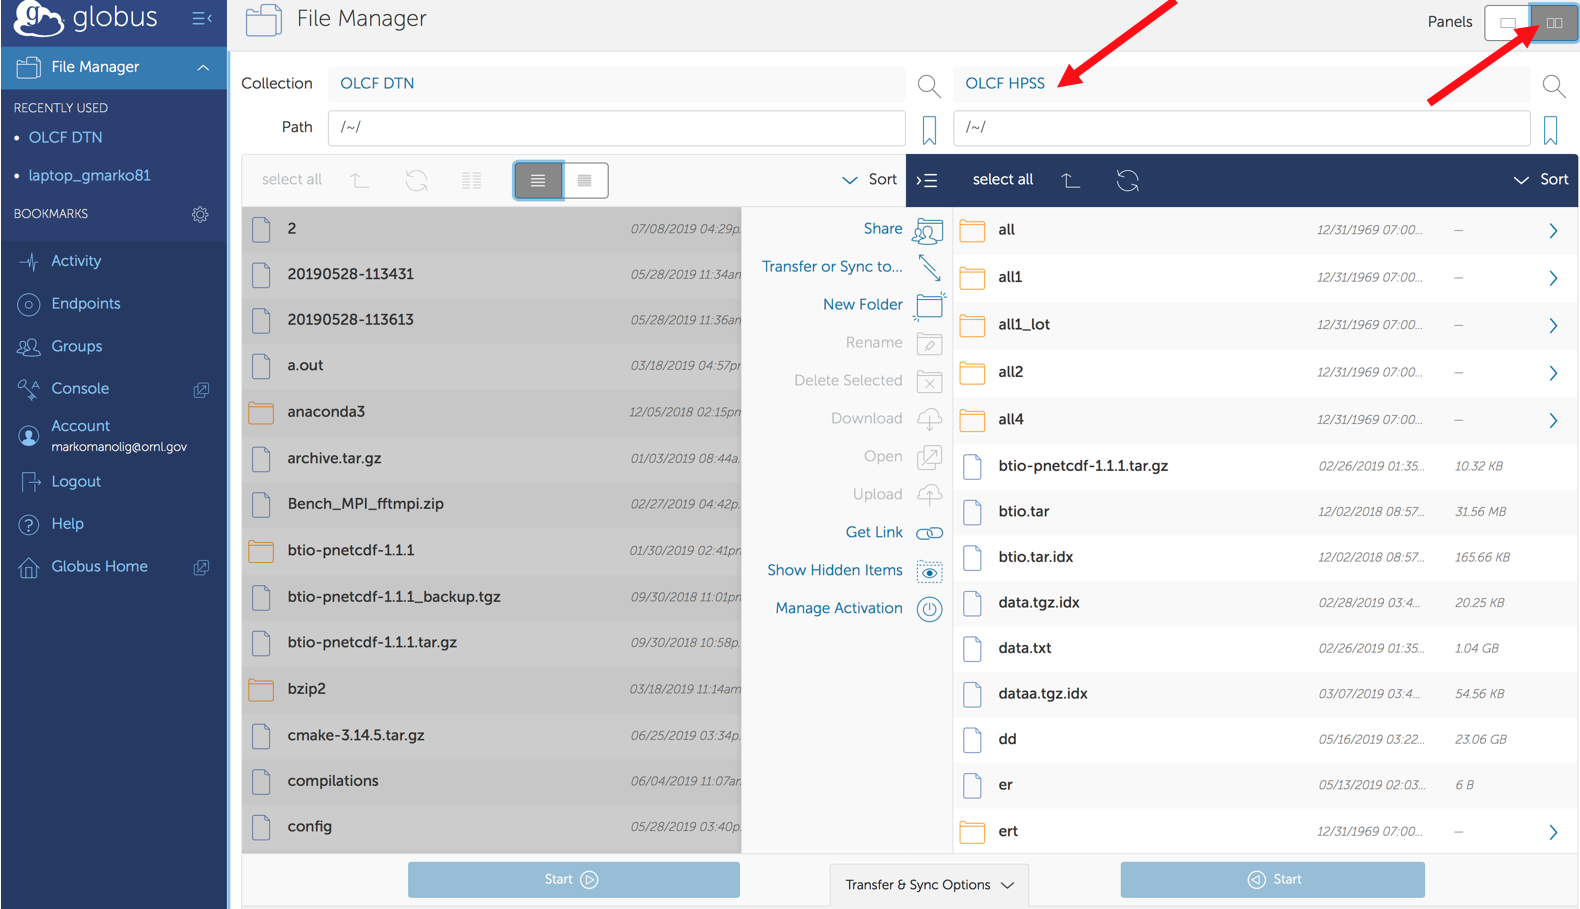 globus
File Manager
Panels
File Manager
RECENTLY USED
• OLCF DTN
• laptop_gmarko81
BOOKMARKS
Activity
Endpoints
Groups
Console
Account
markomanolig@ornl.gov
Logout
Help
Globus Home
Collection OLCF DTN
Path /~/
OLCF HPSS
/~/
select all Sort
2 07/08/2019 04:29p.
20190528-113431 05/28/2019 11:34an
20190528-113613 05/28/2019 11:36an
a.out 03/18/2019 04:57pr
anaconda3 12/05/2018 02:15pn
archive.tar.gz 01/03/2019 08:44a.
Bench_MPI_fftmpi.zip 02/27/2019 04:42p.
btio-pnetcdf-1.1.1 01/30/2019 02:41pn
btio-pnetcdf-1.1.1_backup.tgz 09/30/2018 11:01pn
btio-pnetcdf-1.1.1.tar.gz 09/30/2018 10:58p.
bzip2 03/18/2019 11:14am
cmake-3.14.5.tar.gz 06/25/2019 03:34p.
compilations 06/04/2019 11:07an
config 05/28/2019 03:40p.
Share
Transfer or Sync to...
New Folder
Rename
Delete Selected
Download
Open
Upload
Get Link
Show Hidden Items
Manage Activation
select all Sort
all 12/31/1969 07:00... —
all1 12/31/1969 07:00... —
all1_lot 12/31/1969 07:00... —
all2 12/31/1969 07:00... —
all4 12/31/1969 07:00... —
btio-pnetcdf-1.1.1.tar.gz 02/26/2019 01:35... 10.32 KB
btio.tar 12/02/2018 08:57... 31.56 MB
btio.tar.idx 12/02/2018 08:57... 165.66 KB
data.tgz.idx 02/28/2019 03:4... 20.25 KB
data.txt 02/26/2019 01:35... 1.04 GB
dataa.tgz.idx 03/07/2019 03:4... 54.56 KB
dd 05/16/2019 03:22... 23.06 GB
er 05/13/2019 02:03... 6 B
ert 12/31/1969 07:00... —
Start
Transfer & Sync Options
Start